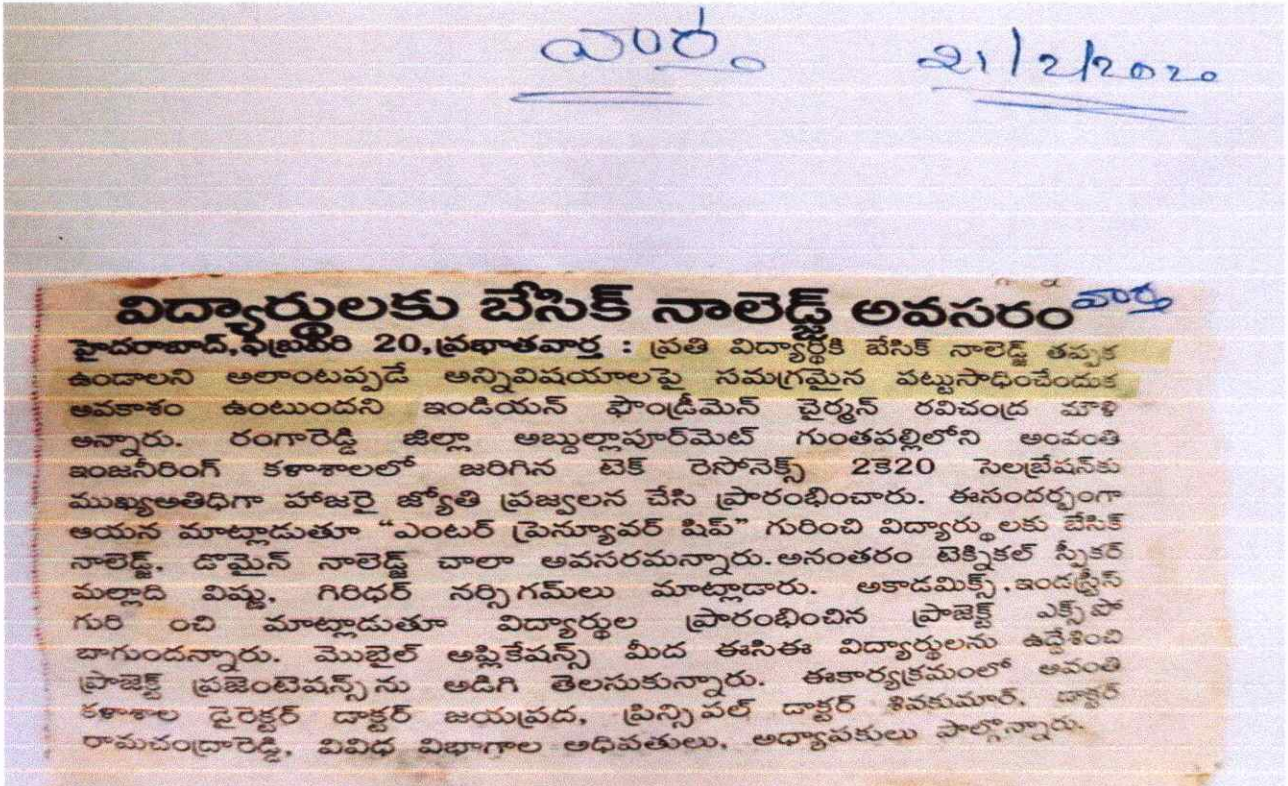 వార్త 21/2/2020
విద్యార్థులకు బేసిక్ నాలెడ్జ్ అవసరం వార్త
హైదరాబాద్,ఫిబ్రవరి 20,ప్రభాతవార్త : ప్రతి విద్యార్థికి బేసిక్ నాలెడ్జ్ తప్పక
ఉండాలని అలాంటప్పుడే అన్నివిషయాలపై సమగ్రమైన పట్టుసాధించేందుకు
అవకాశం ఉంటుందని ఇండియన్ ఫౌండ్రీమెన్ చైర్మన్ రవిచంద్ర మాళి
అన్నారు. రంగారెడ్డి జిల్లా అబ్దుల్లాపూర్‌మెట్ గుంతపల్లిలోని అవంతి
ఇంజనీరింగ్ కళాశాలలో జరిగిన టెక్ రెసోనెక్స్ 2కె20 సెలబ్రేషన్‌కు
ముఖ్యఅతిధిగా హాజరై జ్యోతి ప్రజ్వలన చేసి ప్రారంభించారు. ఈసందర్భంగా
ఆయన మాట్లాడుతూ "ఎంటర్ ప్రెన్యూవర్ షిప్" గురించి విద్యార్థులకు బేసిక్
నాలెడ్జ్. డొమైన్ నాలెడ్జ్ చాలా అవసరమన్నారు.అనంతరం టెక్నికల్ స్పీకర్
మల్లాది విష్ణు, గిరిధర్ నర్సిగమ్‌లు మాట్లాడారు. అకాడమిక్స్,ఇండస్ట్రీస్
గురి ంచి మాట్లాడుతూ విద్యార్థుల ప్రారంభించిన ప్రాజెక్ట్ ఎక్స్‌పో
బాగుందన్నారు. మొబైల్ అప్లికేషన్స్ మీద ఈసిఈ విద్యార్థులను ఉద్దేశించి
ప్రాజెక్ట్ ప్రజెంటెషన్స్‌ను అడిగి తెలసుకున్నారు. ఈకార్యక్రమంలో అవంతి
కళాశాల డైరెక్టర్ డాక్టర్ జయప్రద, ప్రిన్సిపల్ డాక్టర్ శివకుమార్, డాక్టర్
రామచంద్రారెడ్డి, వివిధ విభాగాల అధిపతులు, అధ్యాపకులు పాల్గొన్నారు.